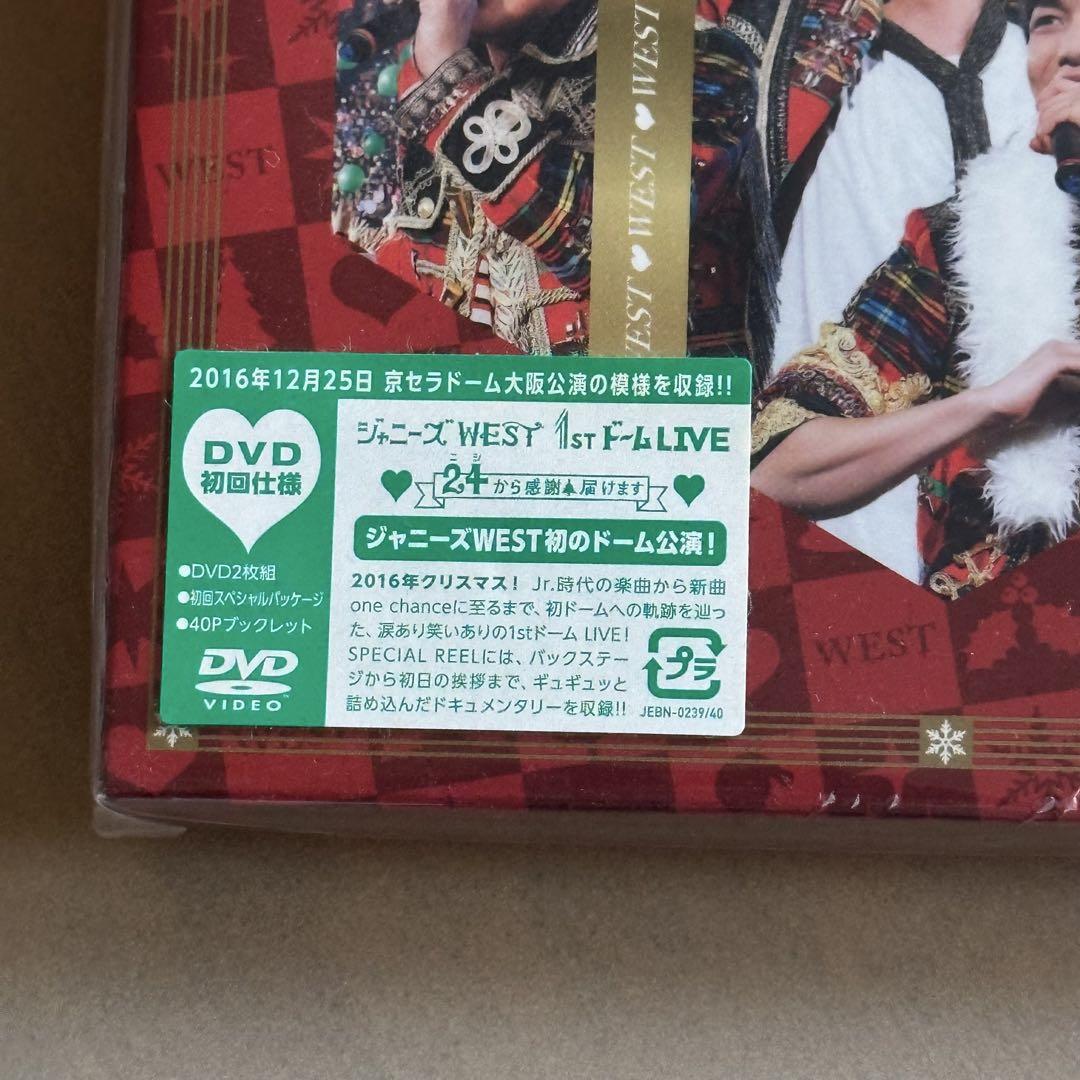 WEST
WEST ♥ WEST ♥ WEST
2016年12月25日 京セラドーム大阪公演の模様を収録!!
DVD
初回仕様
●DVD2枚組
●初回スペシャルパッケージ
●40Pブックレット
DVD
VIDEO™
ジャニーズWEST 1STドームLIVE
ニシ
♥24から感謝届けます♥
ジャニーズWEST初のドーム公演!
2016年クリスマス! Jr.時代の楽曲から新曲
one chanceに至るまで、初ドームへの軌跡を辿っ
た、涙あり笑いありの1stドーム LIVE!
SPECIAL REELには、バックステー
ジから初日の挨拶まで、ギュギュッと
詰め込んだドキュメンタリーを収録!!
プラ
JEBN-0239/40
WEST